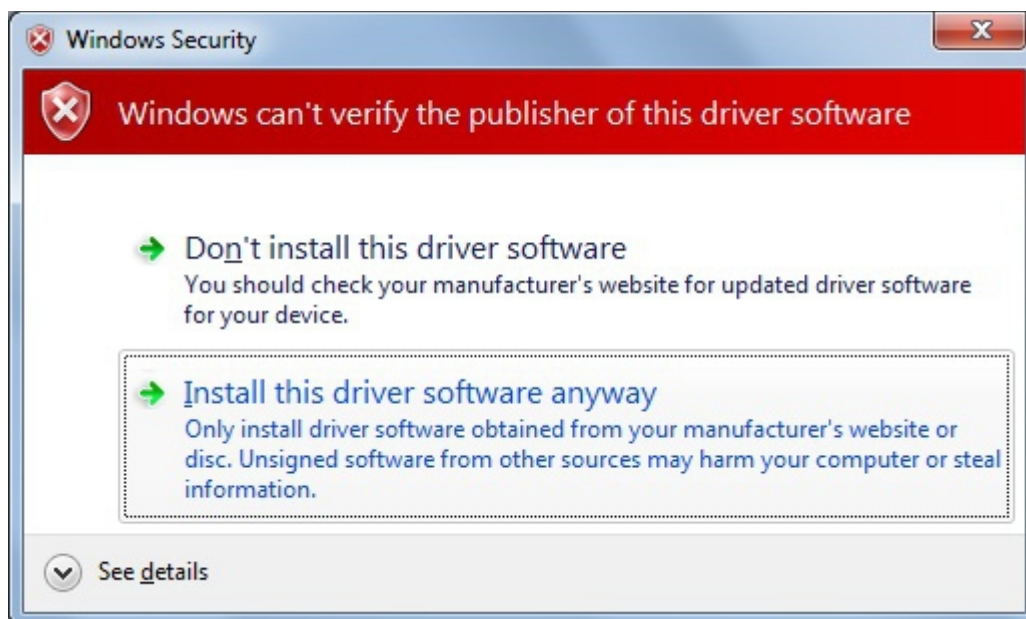 Windows Security
Windows can't verify the publisher of this driver software
Don't install this driver software
You should check your manufacturer's website for updated driver software
for your device.
Install this driver software anyway
Only install driver software obtained from your manufacturer's website or
disc. Unsigned software from other sources may harm your computer or steal
information.
See details